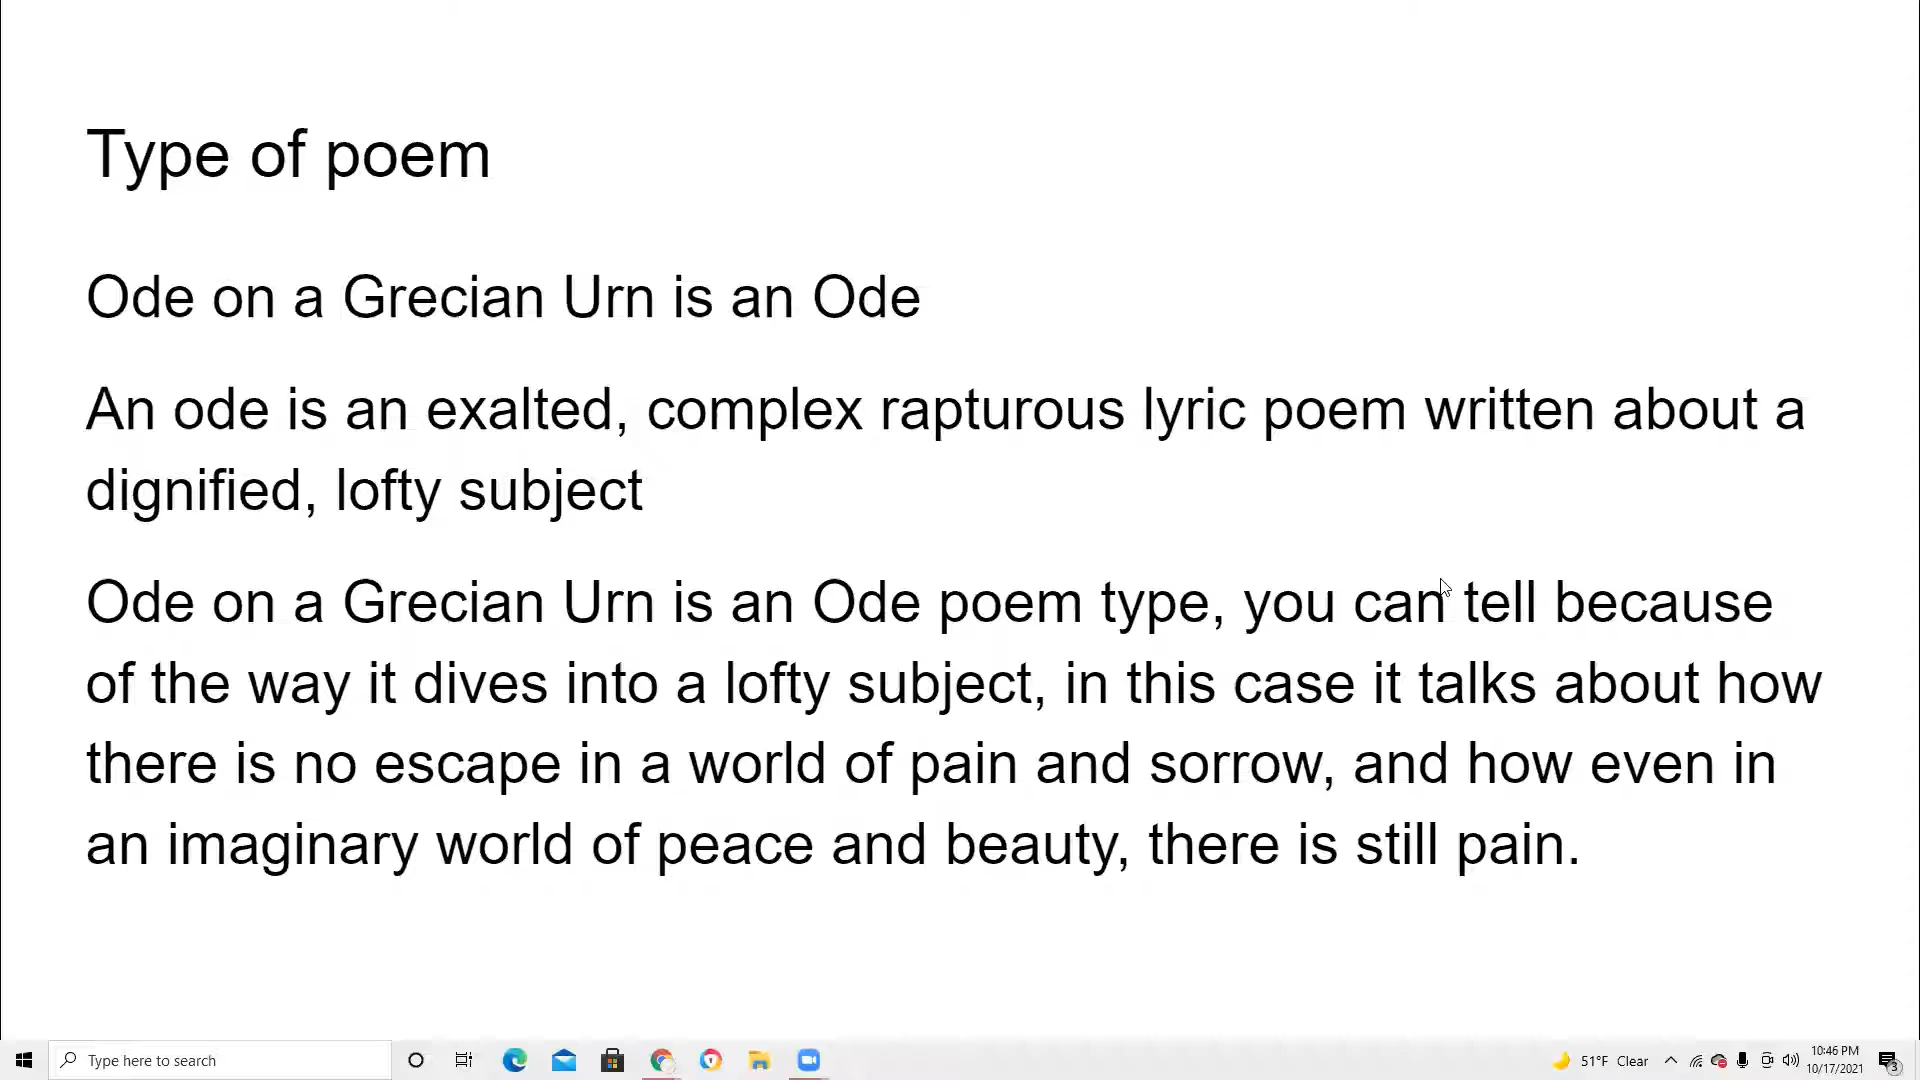 Type of poem
Ode on a Grecian Urn is an Ode
An ode is an exalted, complex rapturous lyric poem written about a
dignified, lofty subject
Ode on a Grecian Urn is an Ode poem type, you can tell because
of the way it dives into a lofty subject, in this case it talks about how
there is no escape in a world of pain and sorrow, and how even in
an imaginary world of peace and beauty, there is still pain.
Type here to search
51°F Clear
10:46 PM
10/17/2021
3